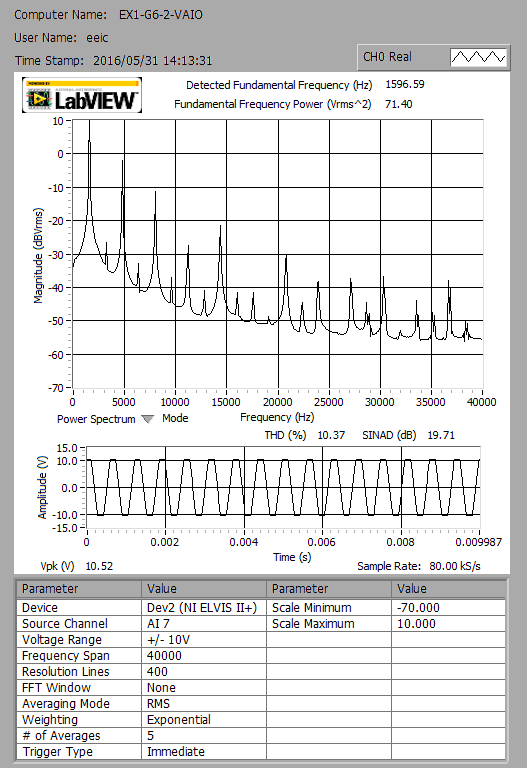 Computer Name: EX1-G6-2-VAIO
User Name: eeic
Time Stamp: 2016/05/31 14:13:31
CH0 Real
LabVIEW
Detected Fundamental Frequency (Hz) 1596.59
Fundamental Frequency Power (Vrms^2) 71.40
Magnitude (dBVrms)
10
0
-10
-20
-30
-40
-50
-60
-70
0 5000 10000 15000 20000 25000 30000 35000 40000
Power Spectrum Mode Frequency (Hz)
THD (%) 10.37 SINAD (dB) 19.71
Amplitude (V)
15.0
10.0
0.0
-10.0
-15.0
0 0.002 0.004 0.006 0.008 0.009987
Time (s)
Vpk (V) 10.52 Sample Rate: 80.00 kS/s
Parameter Value Parameter Value
Device Dev2 (NI ELVIS II+) Scale Minimum -70.000
Source Channel AI 7 Scale Maximum 10.000
Voltage Range +/- 10V
Frequency Span 40000
Resolution Lines 400
FFT Window None
Averaging Mode RMS
Weighting Exponential
# of Averages 5
Trigger Type Immediate